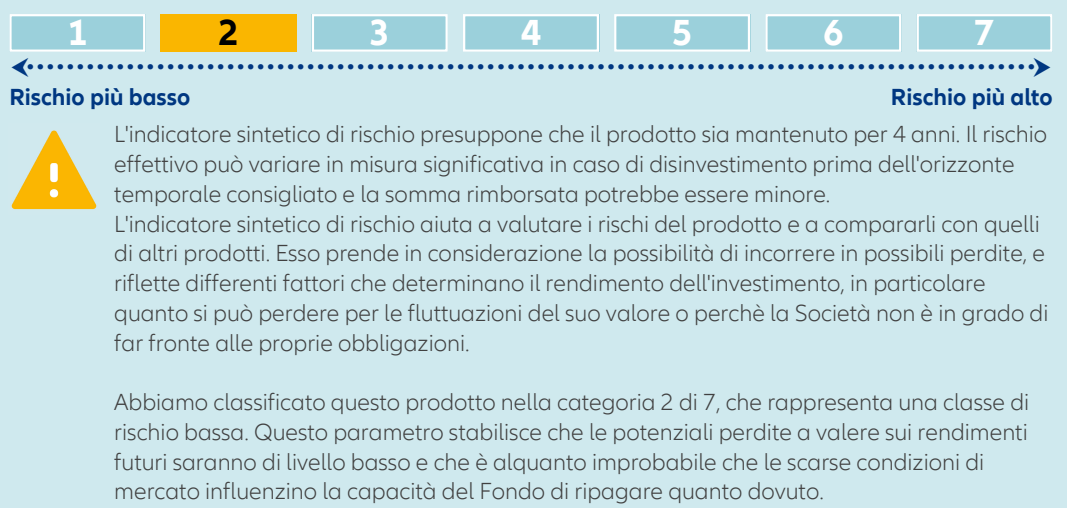 1 2 3 4 5 6 7
Rischio più basso Rischio più alto
L'indicatore sintetico di rischio presuppone che il prodotto sia mantenuto per 4 anni. Il rischio
effettivo può variare in misura significativa in caso di disinvestimento prima dell'orizzonte
temporale consigliato e la somma rimborsata potrebbe essere minore.
L'indicatore sintetico di rischio aiuta a valutare i rischi del prodotto e a compararli con quelli
di altri prodotti. Esso prende in considerazione la possibilità di incorrere in possibili perdite, e
riflette differenti fattori che determinano il rendimento dell'investimento, in particolare
quanto si può perdere per le fluttuazioni del suo valore o perchè la Società non è in grado di
far fronte alle proprie obbligazioni.
Abbiamo classificato questo prodotto nella categoria 2 di 7, che rappresenta una classe di
rischio bassa. Questo parametro stabilisce che le potenziali perdite a valere sui rendimenti
futuri saranno di livello basso e che è alquanto improbabile che le scarse condizioni di
mercato influenzino la capacità del Fondo di ripagare quanto dovuto.